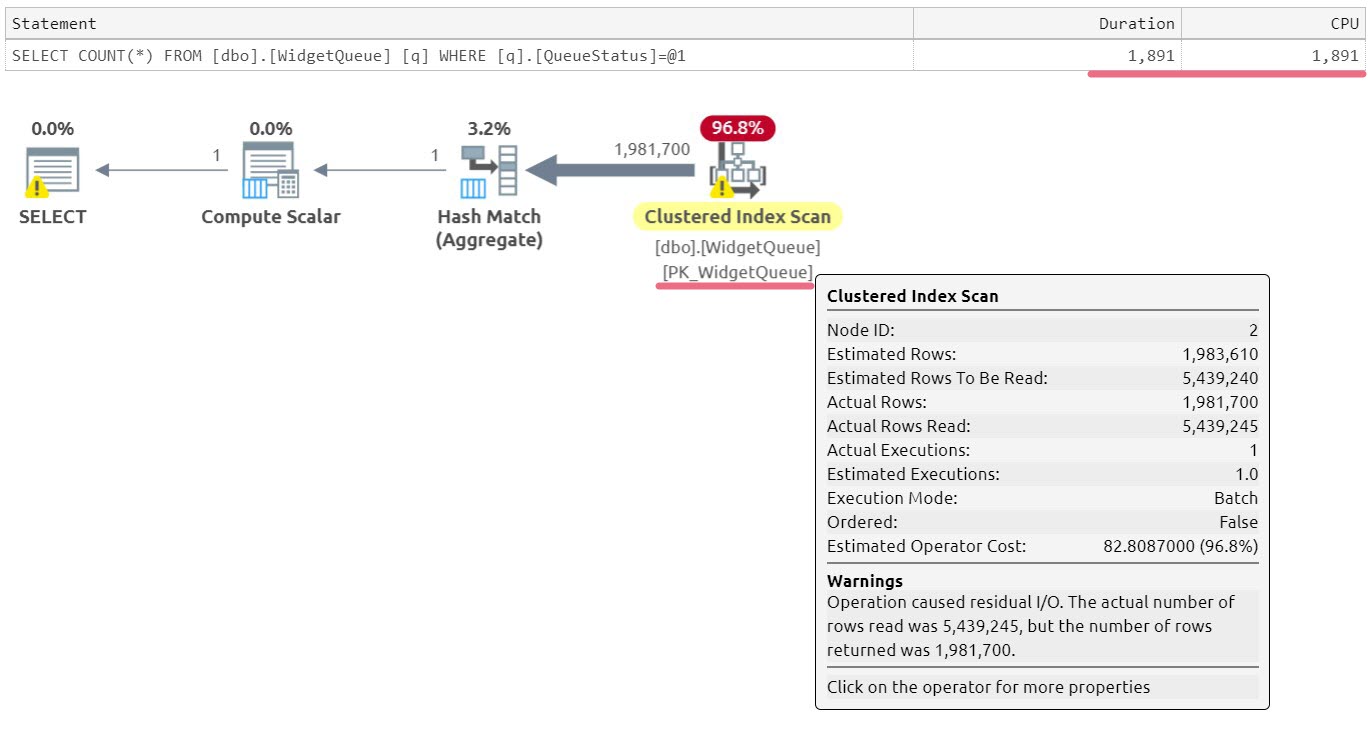 Statement Duration CPU
SELECT COUNT(*) FROM [dbo].[WidgetQueue] [q] WHERE [q].[QueueStatus]=@1 1,891 1,891
0.0% 0.0% 3.2% 96.8%
1 1 1,981,700
SELECT Compute Scalar Hash Match Clustered Index Scan
(Aggregate) [dbo].[WidgetQueue]
[PK_WidgetQueue]
Clustered Index Scan
Node ID: 2
Estimated Rows: 1,983,610
Estimated Rows To Be Read: 5,439,240
Actual Rows: 1,981,700
Actual Rows Read: 5,439,245
Actual Executions: 1
Estimated Executions: 1.0
Execution Mode: Batch
Ordered: False
Estimated Operator Cost: 82.8087000 (96.8%)
Warnings
Operation caused residual I/O. The actual number of
rows read was 5,439,245, but the number of rows
returned was 1,981,700.
Click on the operator for more properties